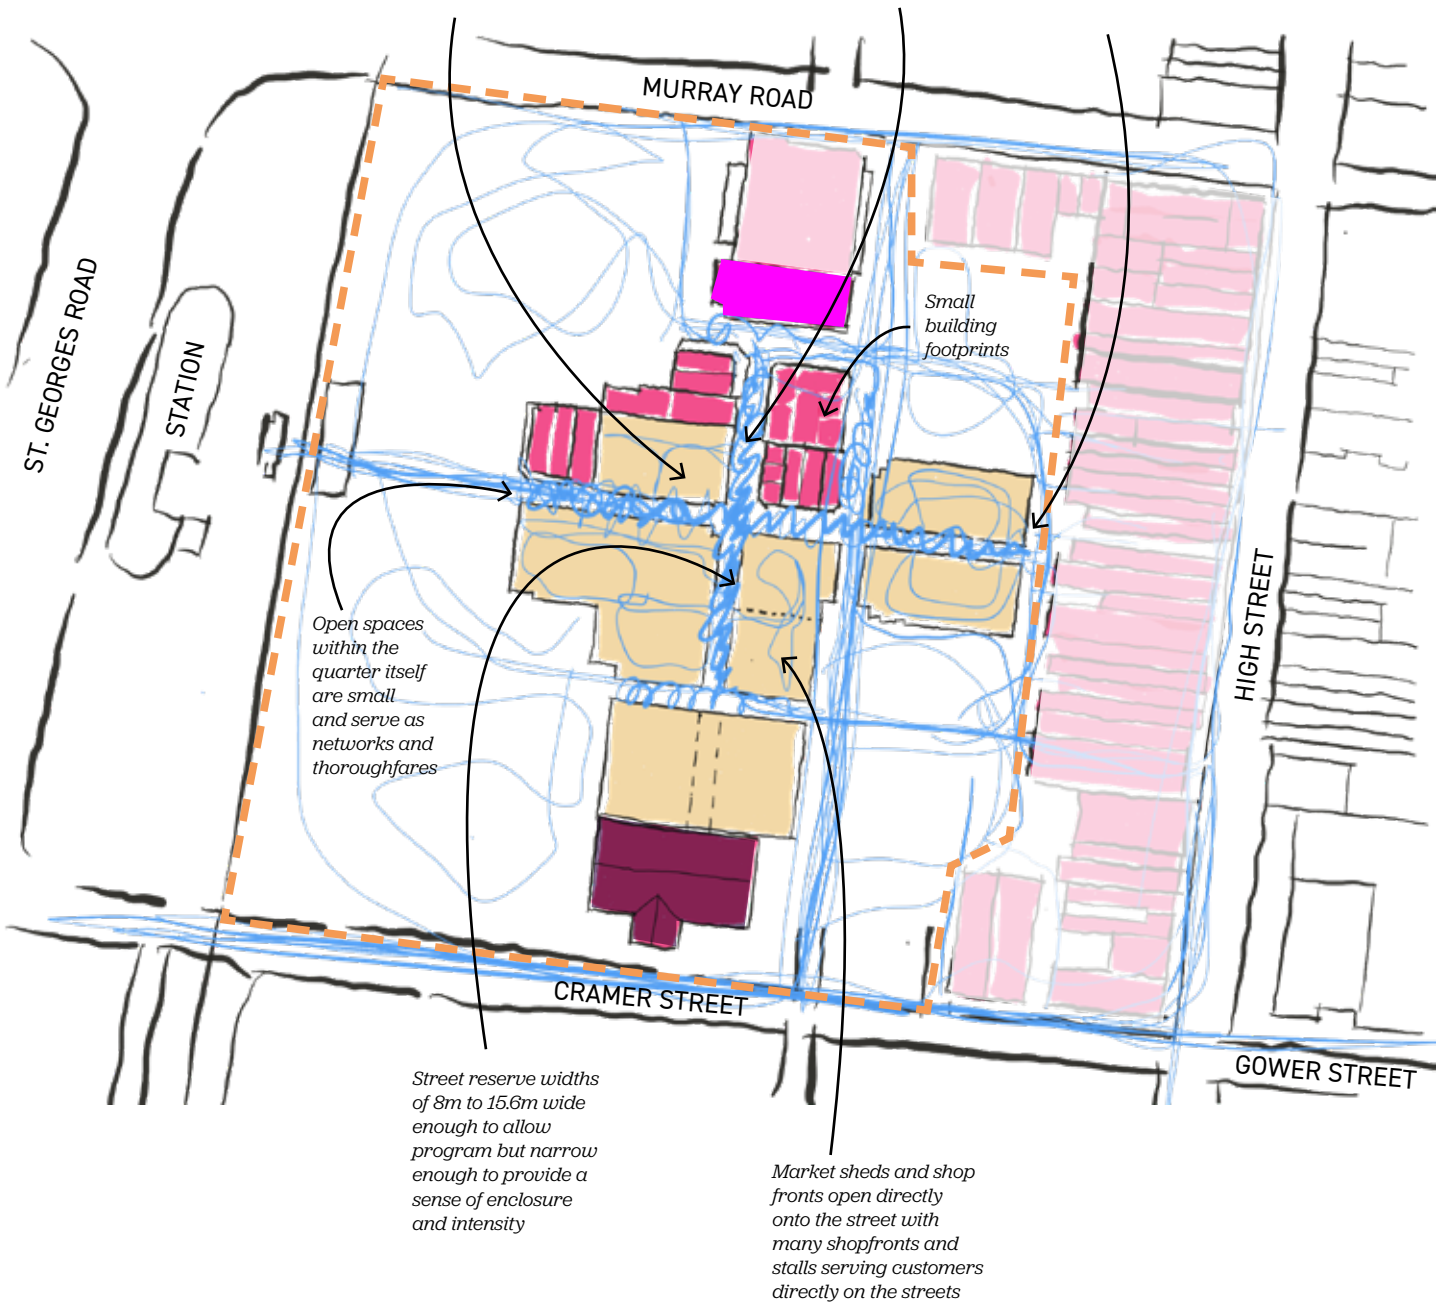 MURRAY ROAD
ST. GEORGES ROAD
STATION
Small
building
footprints
Open spaces
within the
quarter itself
are small
and serve as
networks and
thoroughfares
HIGH STREET
CRAMER STREET
GOWER STREET
Street reserve widths
of 8m to 15.6m wide
enough to allow
program but narrow
enough to provide a
sense of enclosure
and intensity
Market sheds and shop
fronts open directly
onto the street with
many shopfronts and
stalls serving customers
directly on the streets